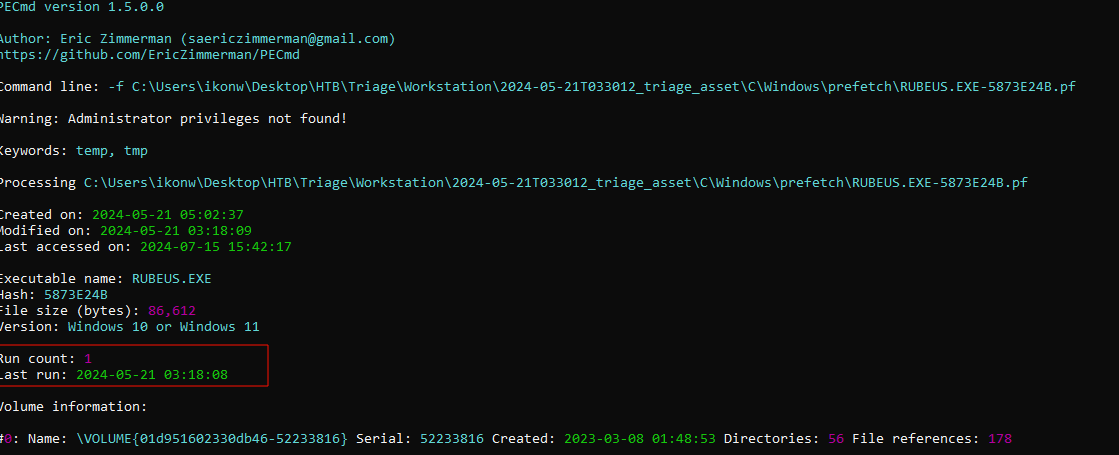 PECmd version 1.5.0.0
Author: Eric Zimmerman (saericzimmerman@gmail.com)
https://github.com/EricZimmerman/PECmd
Command line: -f C:\Users\ikonw\Desktop\HTB\Triage\Workstation\2024-05-21T033012_triage_asset\C\Windows\prefetch\RUBEUS.EXE-5873E24B.pf
Warning: Administrator privileges not found!
Keywords: temp, tmp
Processing C:\Users\ikonw\Desktop\HTB\Triage\Workstation\2024-05-21T033012_triage_asset\C\Windows\prefetch\RUBEUS.EXE-5873E24B.pf
Created on: 2024-05-21 05:02:37
Modified on: 2024-05-21 03:18:09
Last accessed on: 2024-07-15 15:42:17
Executable name: RUBEUS.EXE
Hash: 5873E24B
File size (bytes): 86,612
Version: Windows 10 or Windows 11
Run count: 1
Last run: 2024-05-21 03:18:08
Volume information:
#0: Name: \VOLUME{01d951602330db46-52233816} Serial: 52233816 Created: 2023-03-08 01:48:53 Directories: 56 File references: 178